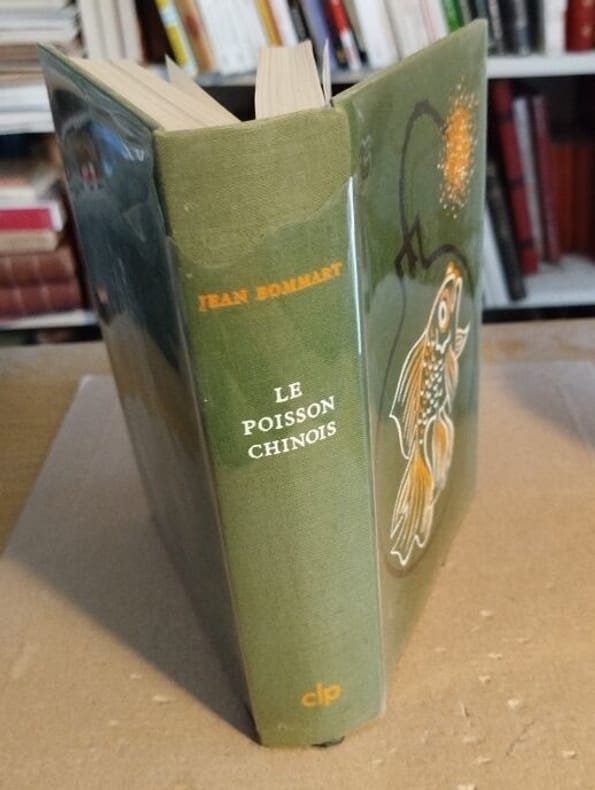 JEAN BOMMART
LE
POISSON
CHINOIS
clp